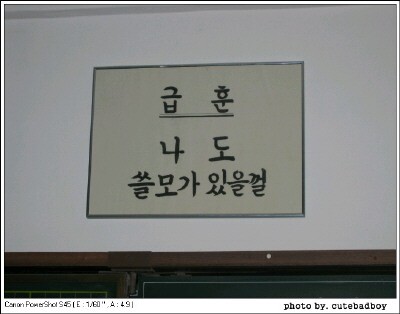 급 훈
나 도
쓸모가 있을껄
Canon PowerShot S45 ( E : 1/60 " , A : 4.9 )
photo by. cutebadboy